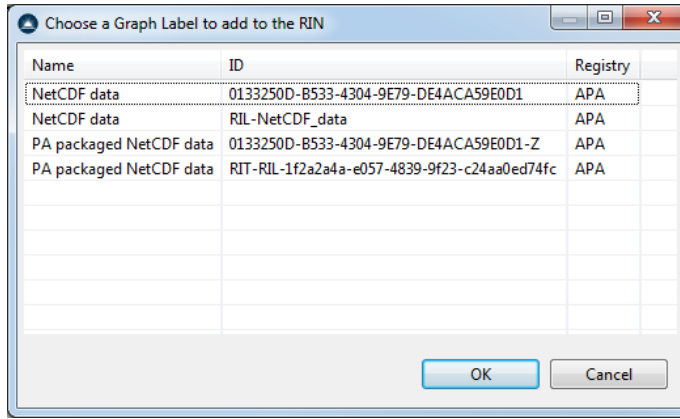 Choose a Graph Label to add to the RIN
Name ID Registry
NetCDF data 0133250D-B533-4304-9E79-DE4ACA59E0D1 APA
NetCDF data RIL-NetCDF_data APA
PA packaged NetCDF data 0133250D-B533-4304-9E79-DE4ACA59E0D1-Z APA
PA packaged NetCDF data RIT-RIL-1f2a2a4a-e057-4839-9f23-c24aa0ed74fc APA
OK Cancel